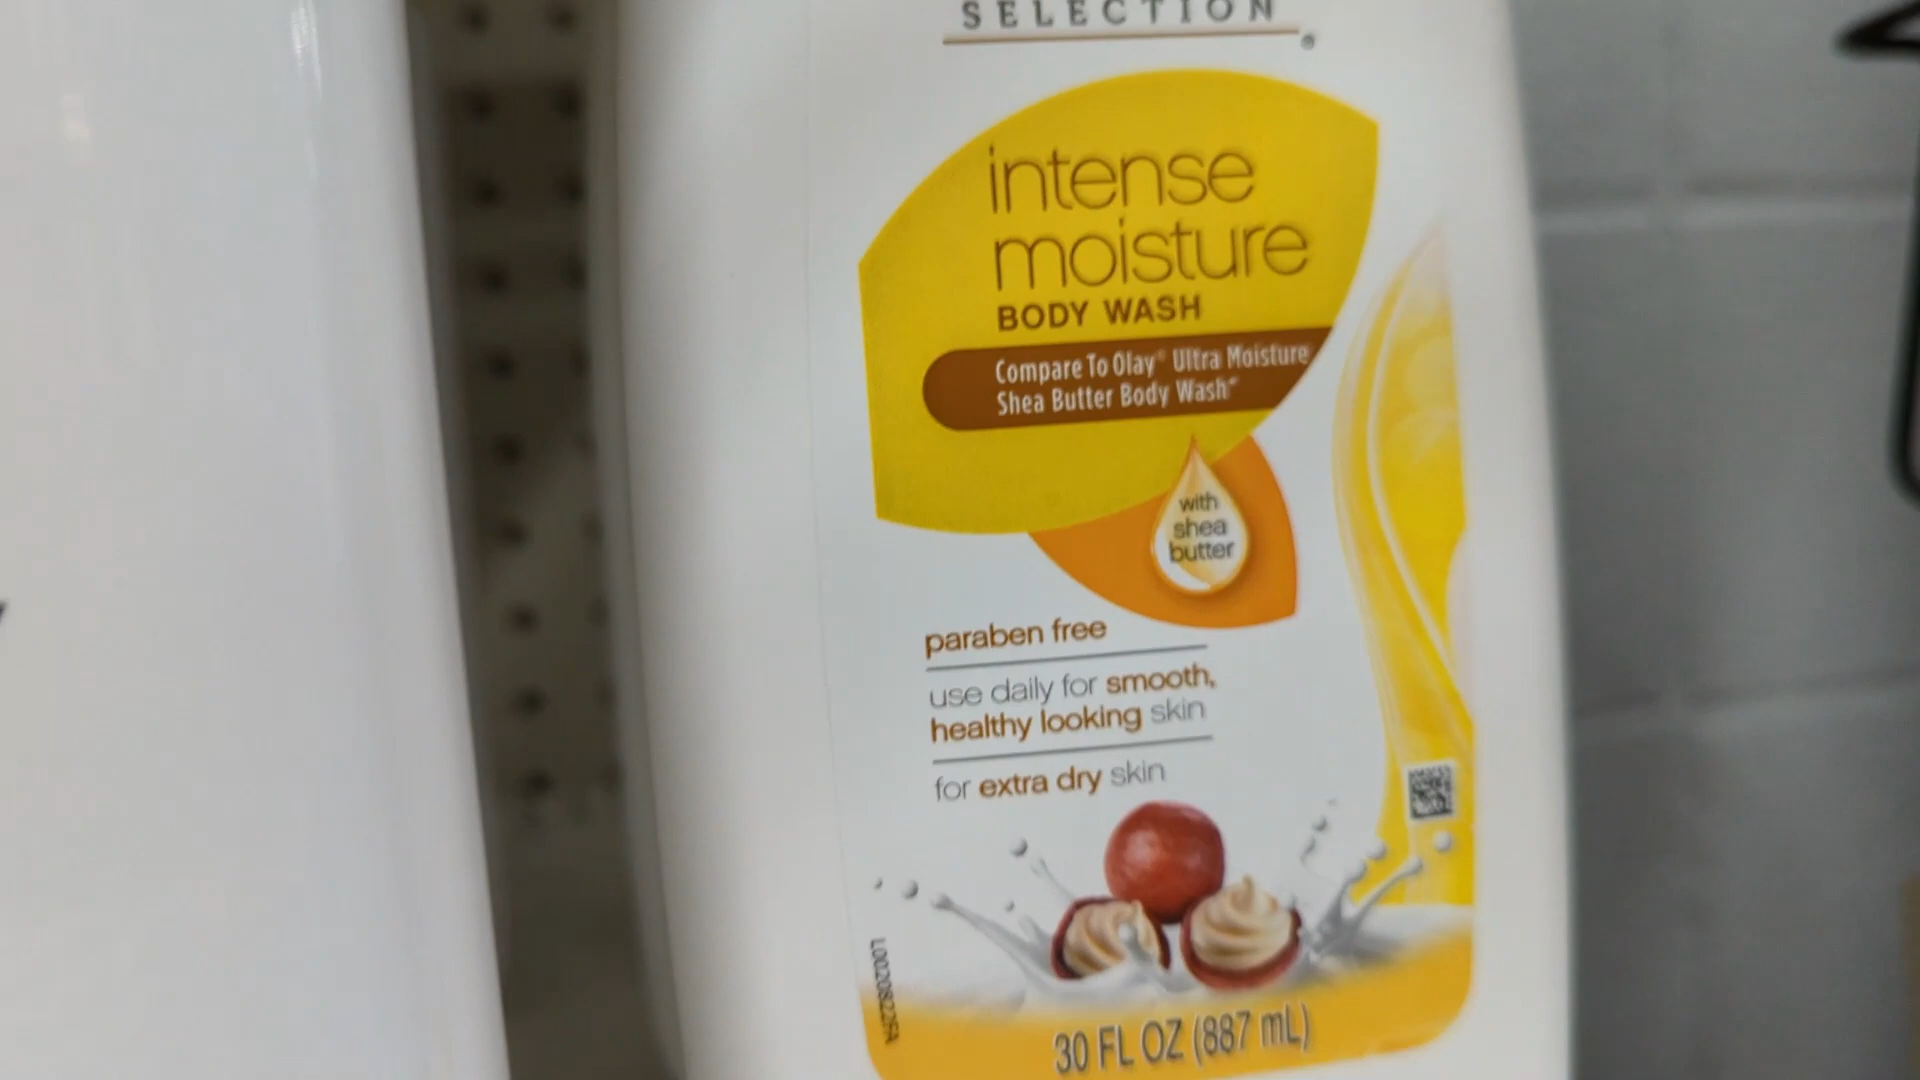 SELECTION
intense
moisture
BODY WASH
Compare To Olay® Ultra Moisture
Shea Butter Body Wash*
with
shea
butter
paraben free
use daily for smooth,
healthy looking skin
for extra dry skin
L0020822FA
30 FL OZ (887 mL)